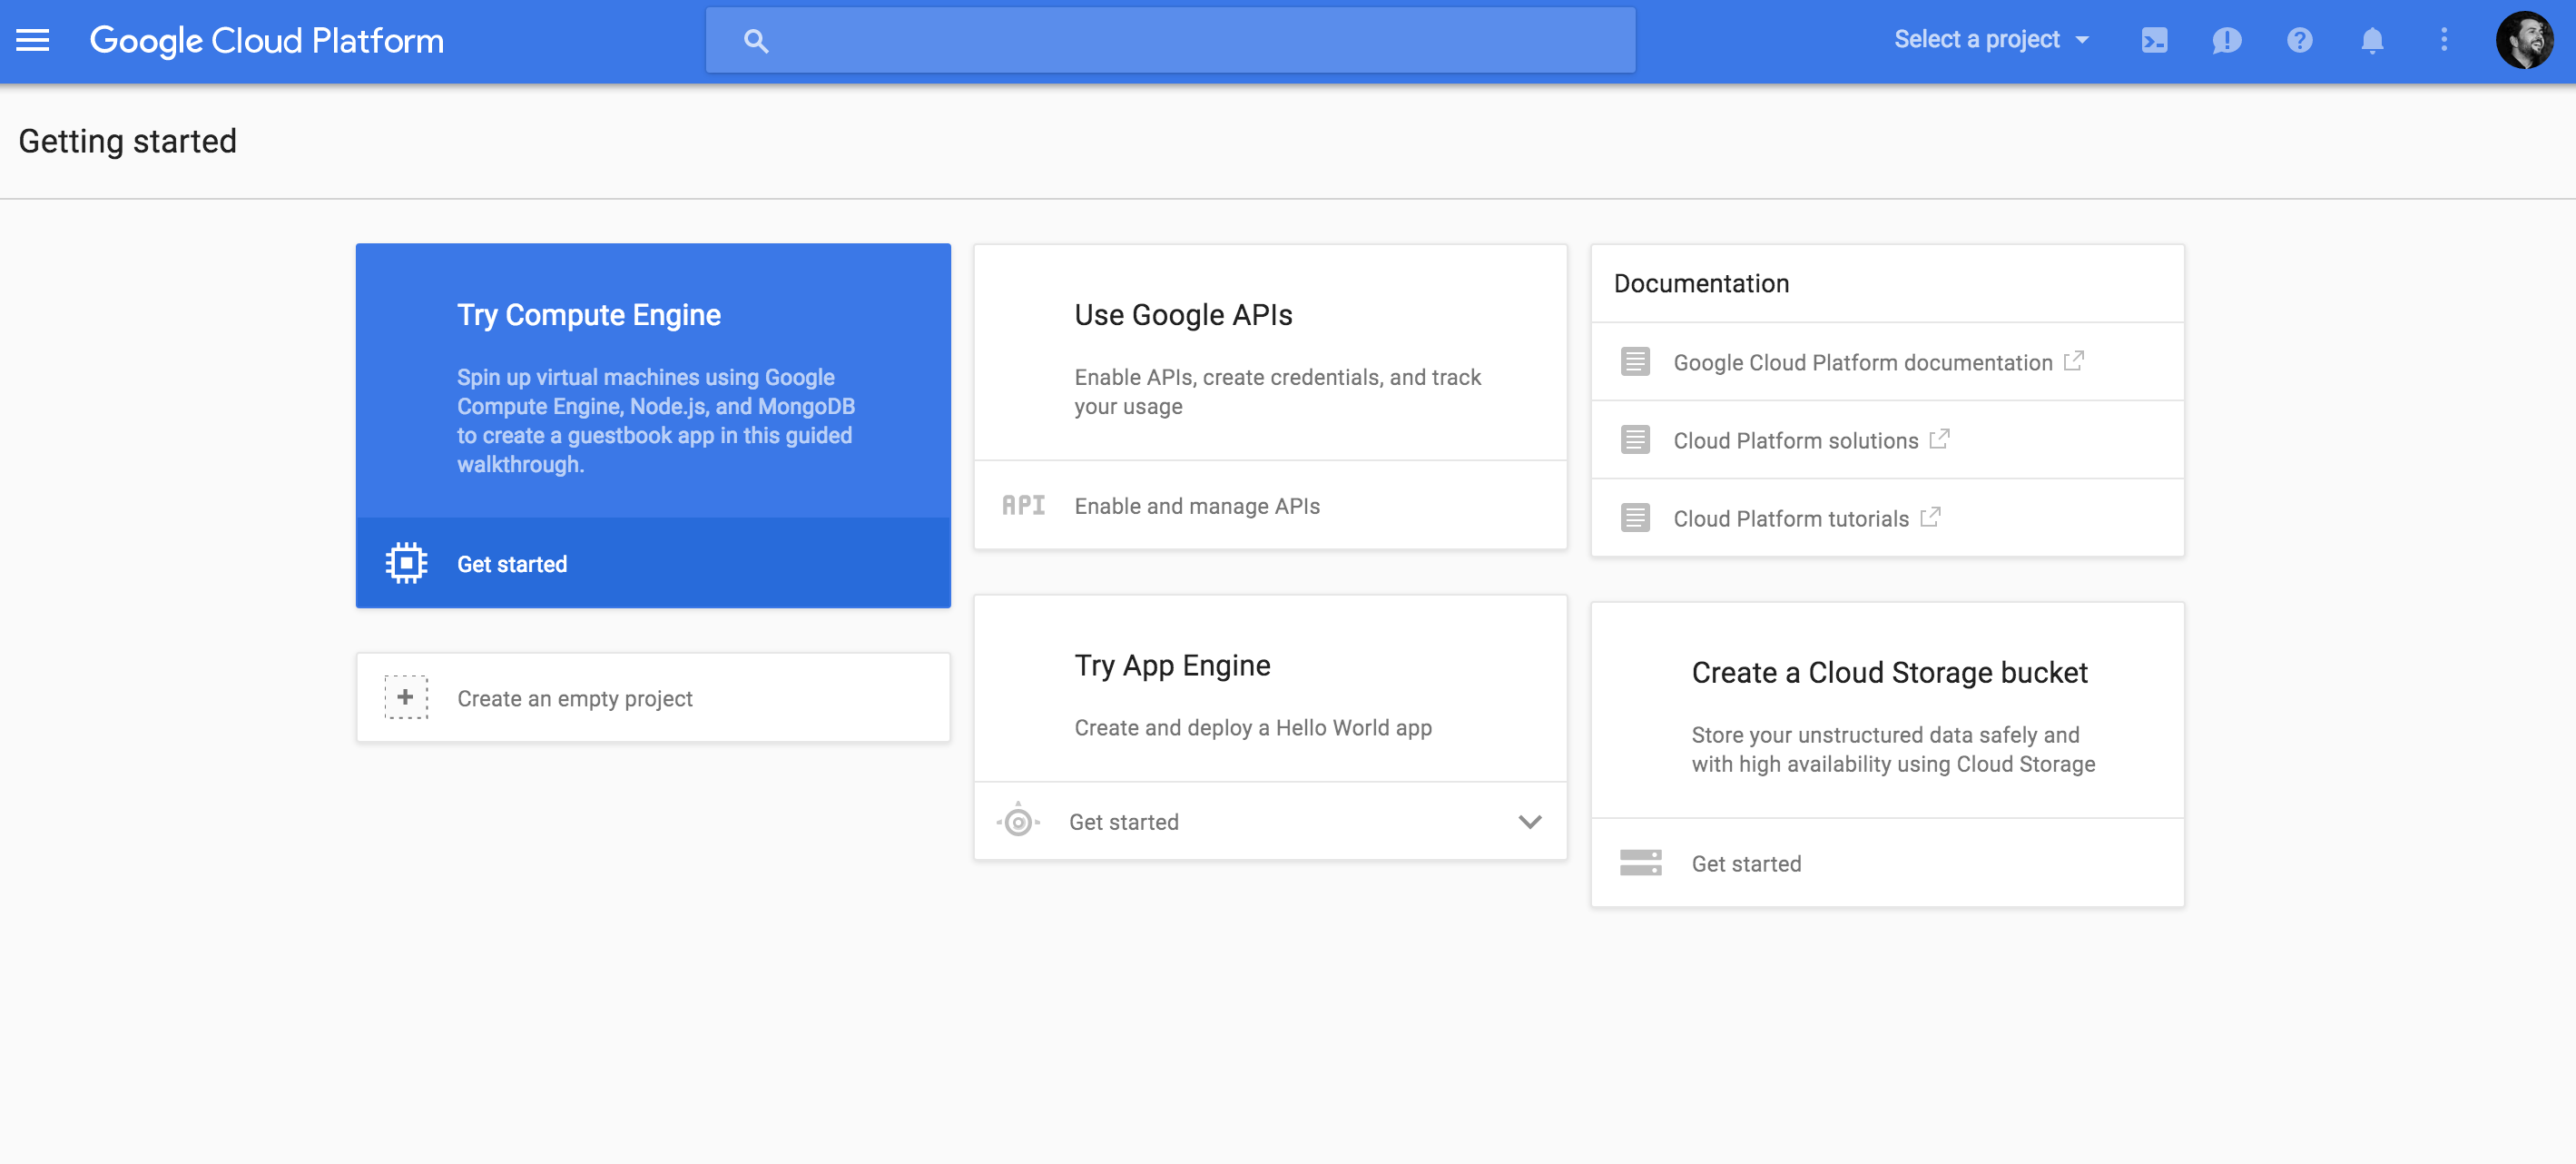 Google Cloud Platform
Select a project
Getting started
Try Compute Engine
Spin up virtual machines using Google
Compute Engine, Node.js, and MongoDB
to create a guestbook app in this guided
walkthrough.
Get started
Create an empty project
Use Google APIs
Enable APIs, create credentials, and track
your usage
API
Enable and manage APIs
Try App Engine
Create and deploy a Hello World app
Get started
Documentation
Google Cloud Platform documentation
Cloud Platform solutions
Cloud Platform tutorials
Create a Cloud Storage bucket
Store your unstructured data safely and
with high availability using Cloud Storage
Get started